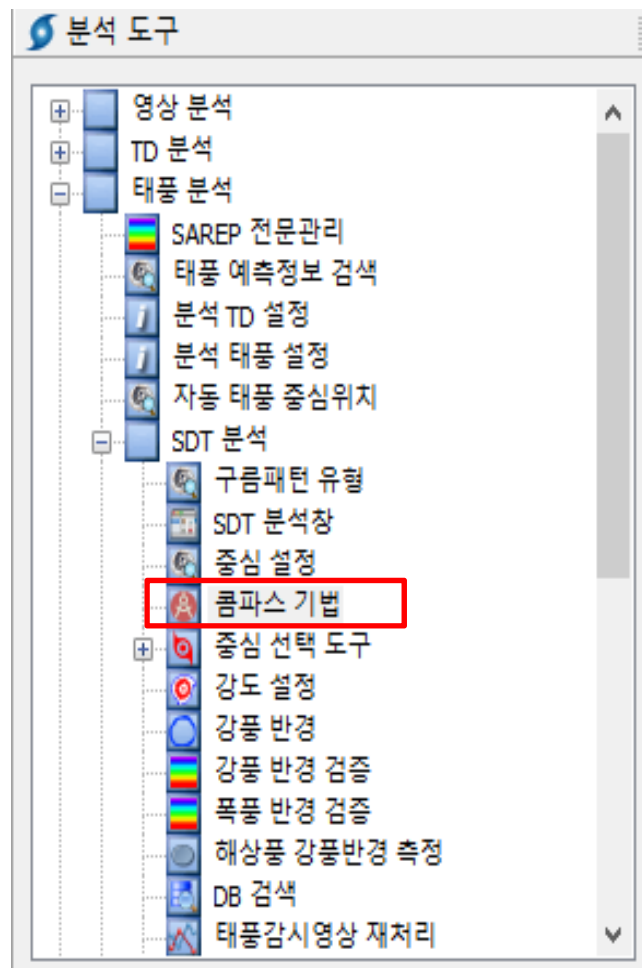 분석 도구
영상 분석
TD 분석
태풍 분석
SAREP 전문관리
태풍 예측정보 검색
분석 TD 설정
분석 태풍 설정
자동 태풍 중심위치
SDT 분석
구름패턴 유형
SDT 분석창
중심 설정
콤파스 기법
중심 선택 도구
강도 설정
강풍 반경
강풍 반경 검증
폭풍 반경 검증
해상풍 강풍반경 측정
DB 검색
태풍감시영상 재처리